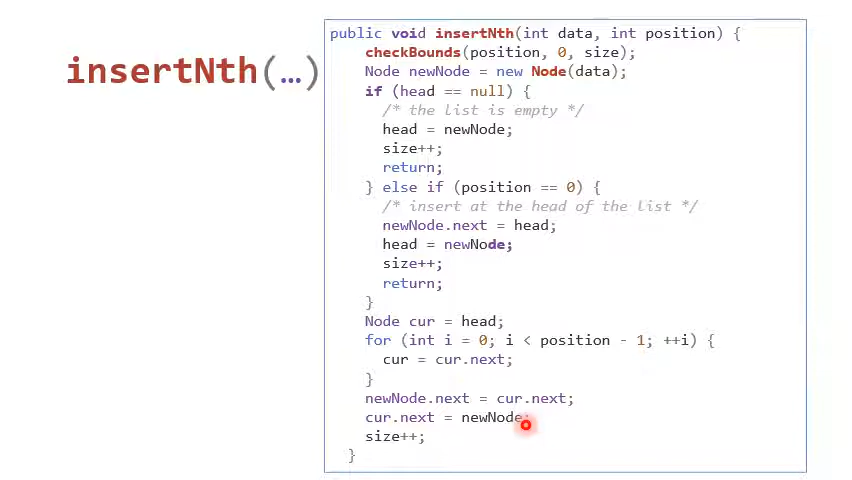 insertNth(…)
public void insertNth(int data, int position) {
checkBounds(position, 0, size);
Node newNode = new Node(data);
if (head == null) {
/* the list is empty */
head = newNode;
size++;
return;
} else if (position == 0) {
/* insert at the head of the list */
newNode.next = head;
head = newNode;
size++;
return;
}
Node cur = head;
for (int i = 0; i < position - 1; ++i) {
cur = cur.next;
}
newNode.next = cur.next;
cur.next = newNode;
size++;
}